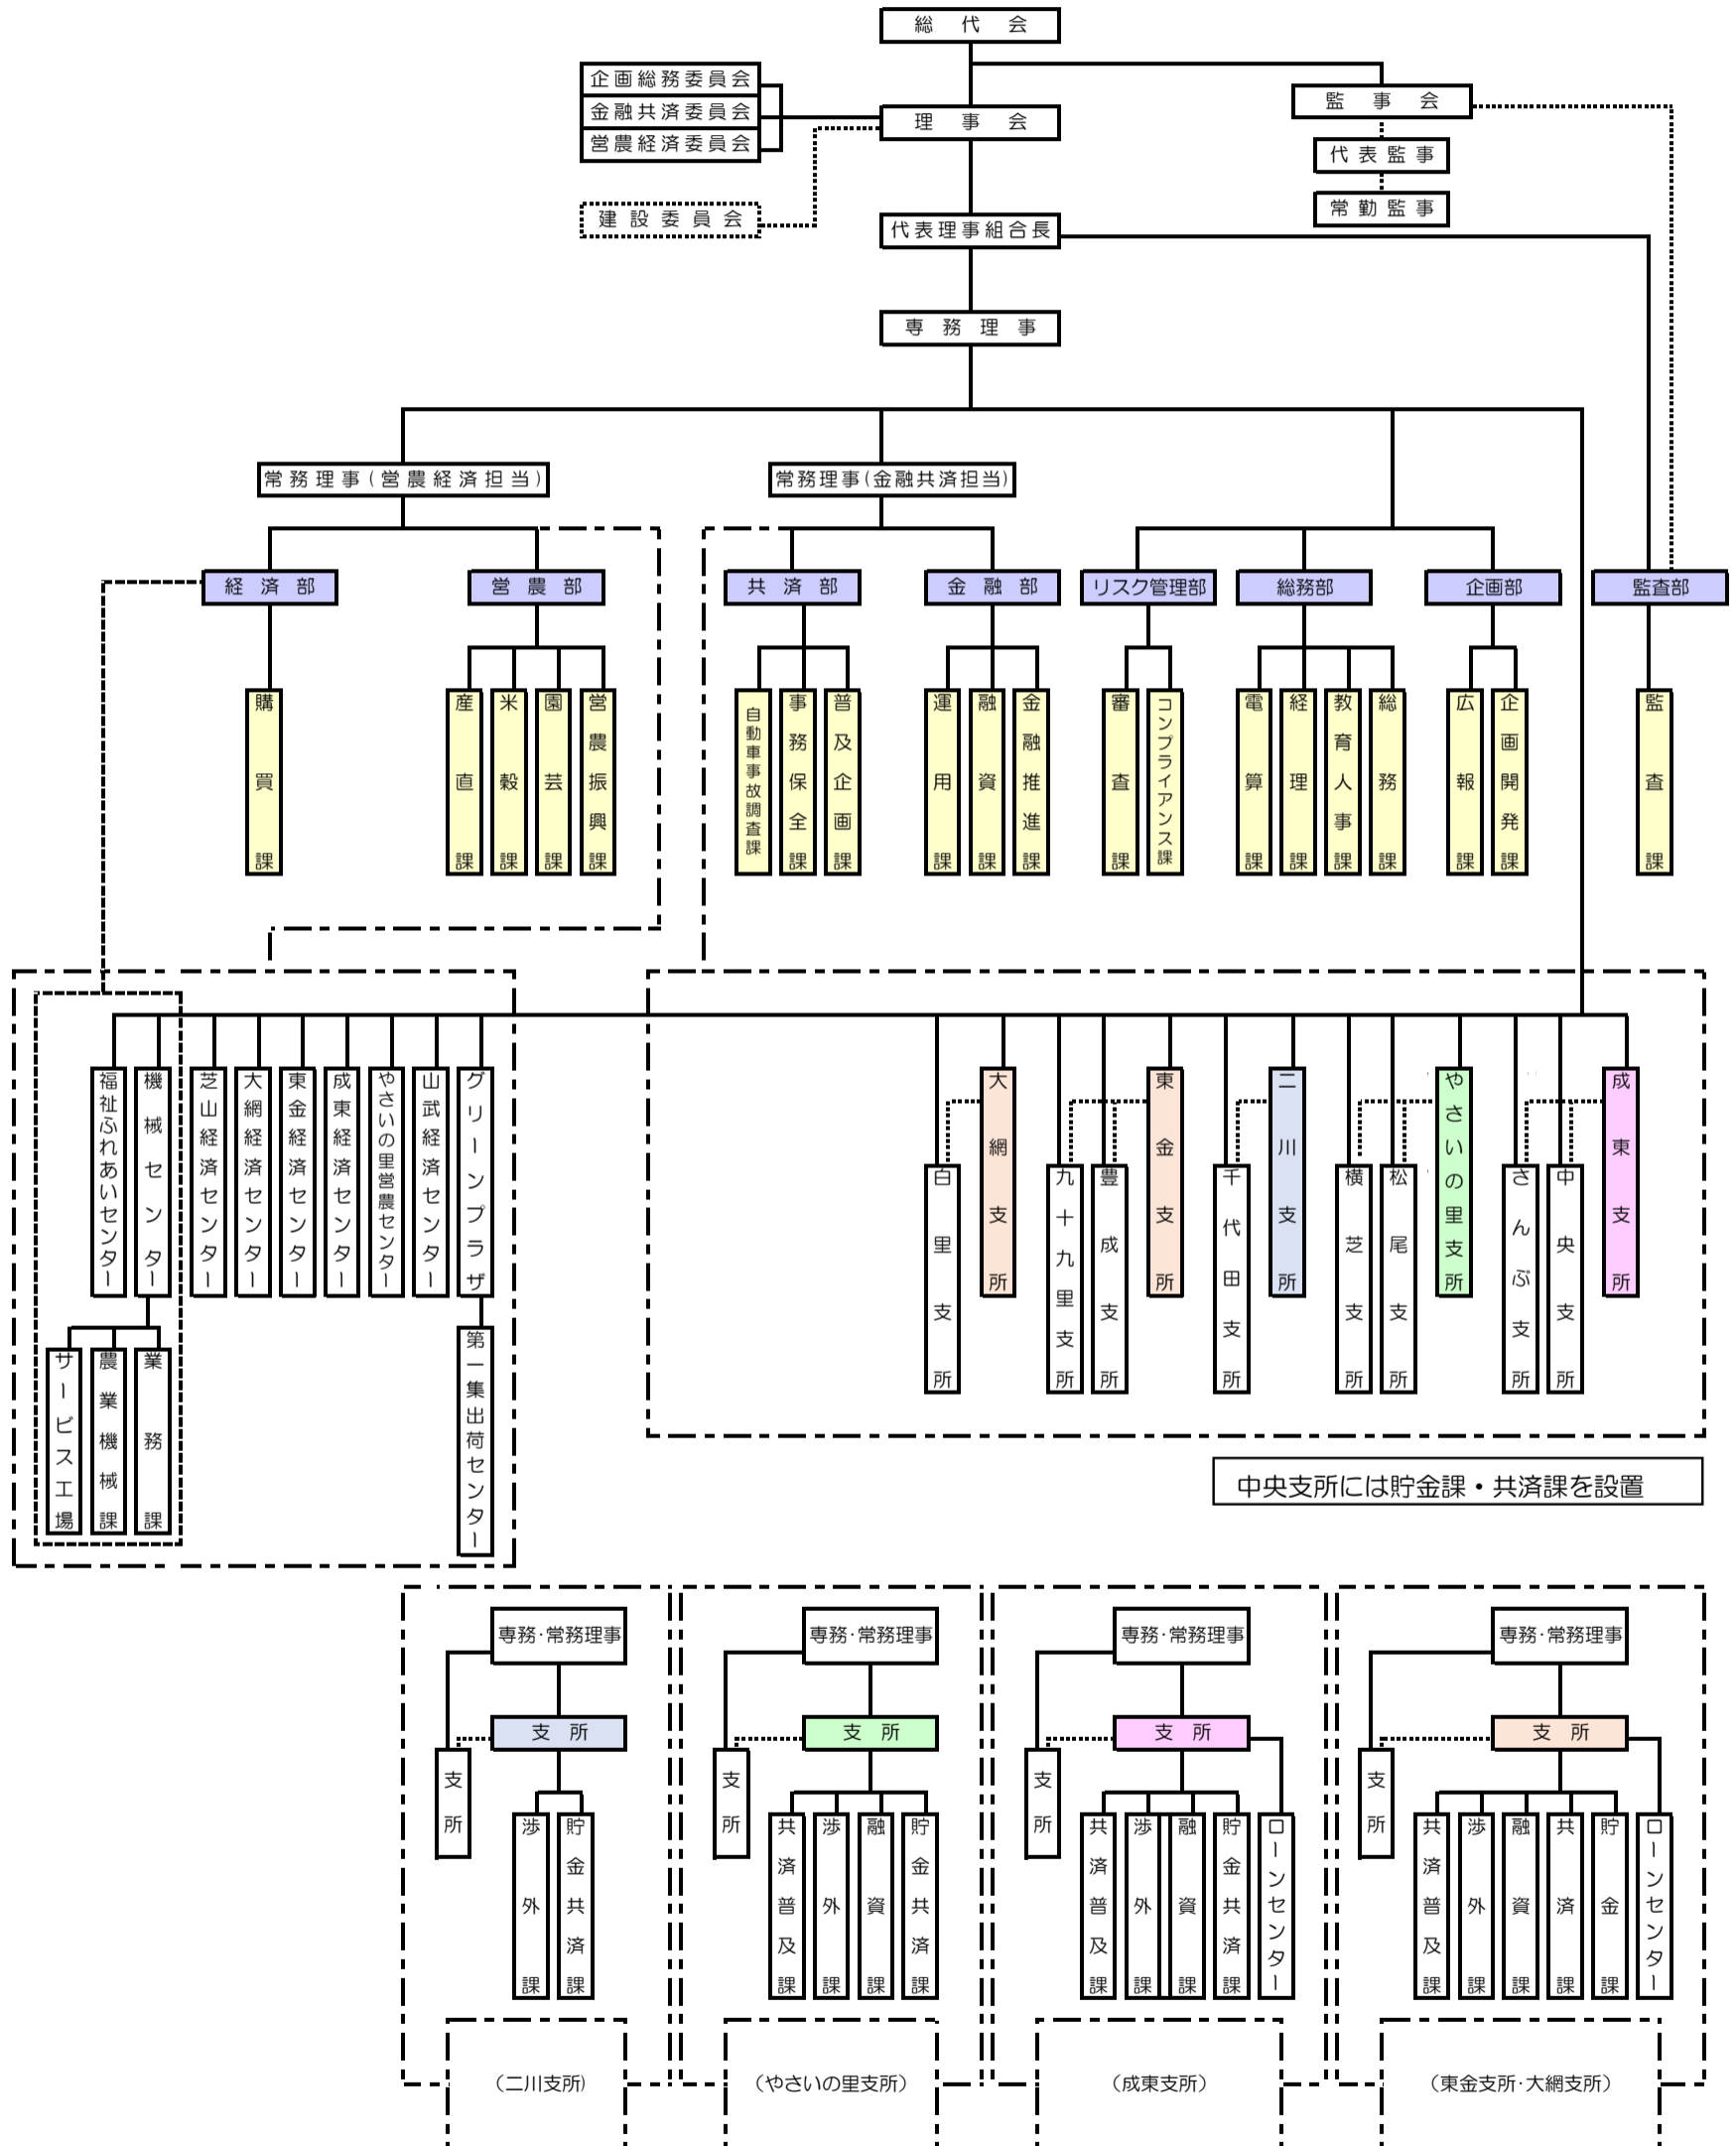 総代会
企画総務委員会
金融共済委員会
営農経済委員会
理事会
監事会
代表監事
常勤監事
建設委員会
代表理事組合長
専務理事
常務理事(営農経済担当)
常務理事(金融共済担当)
経済部
営農部
共済部
金融部
リスク管理部
総務部
企画部
監査部
購買課
産直課
米穀課
園芸課
営農振興課
自動車事故調査課
事務保全課
普及企画課
運用課
融資課
金融推進課
審査課
コンプライアンス課
電算課
経理課
教育人事課
総務課
広報課
企画開発課
監査課
福祉ふれあいセンター
機械センター
芝山経済センター
大網経済センター
東金経済センター
成東経済センター
やさいの里営農センター
山武経済センター
グリーンプラザ
大網支所
東金支所
二川支所
やさいの里支所
成東支所
白里支所
九十九里支所
豊成支所
千代田支所
横芝支所
松尾支所
さんぶ支所
中央支所
サービス工場
農業機械課
業務課
第一集出荷センター
中央支所には貯金課・共済課を設置
専務・常務理事
支所
支所
渉外課
貯金共済課
(二川支所)
専務・常務理事
支所
支所
共済普及課
渉外課
融資課
貯金共済課
(やさいの里支所)
専務・常務理事
支所
支所
共済普及課
渉外課
融資課
貯金共済課
ローンセンター
(成東支所)
専務・常務理事
支所
支所
共済普及課
渉外課
融資課
共済課
貯金課
ローンセンター
(東金支所・大網支所)